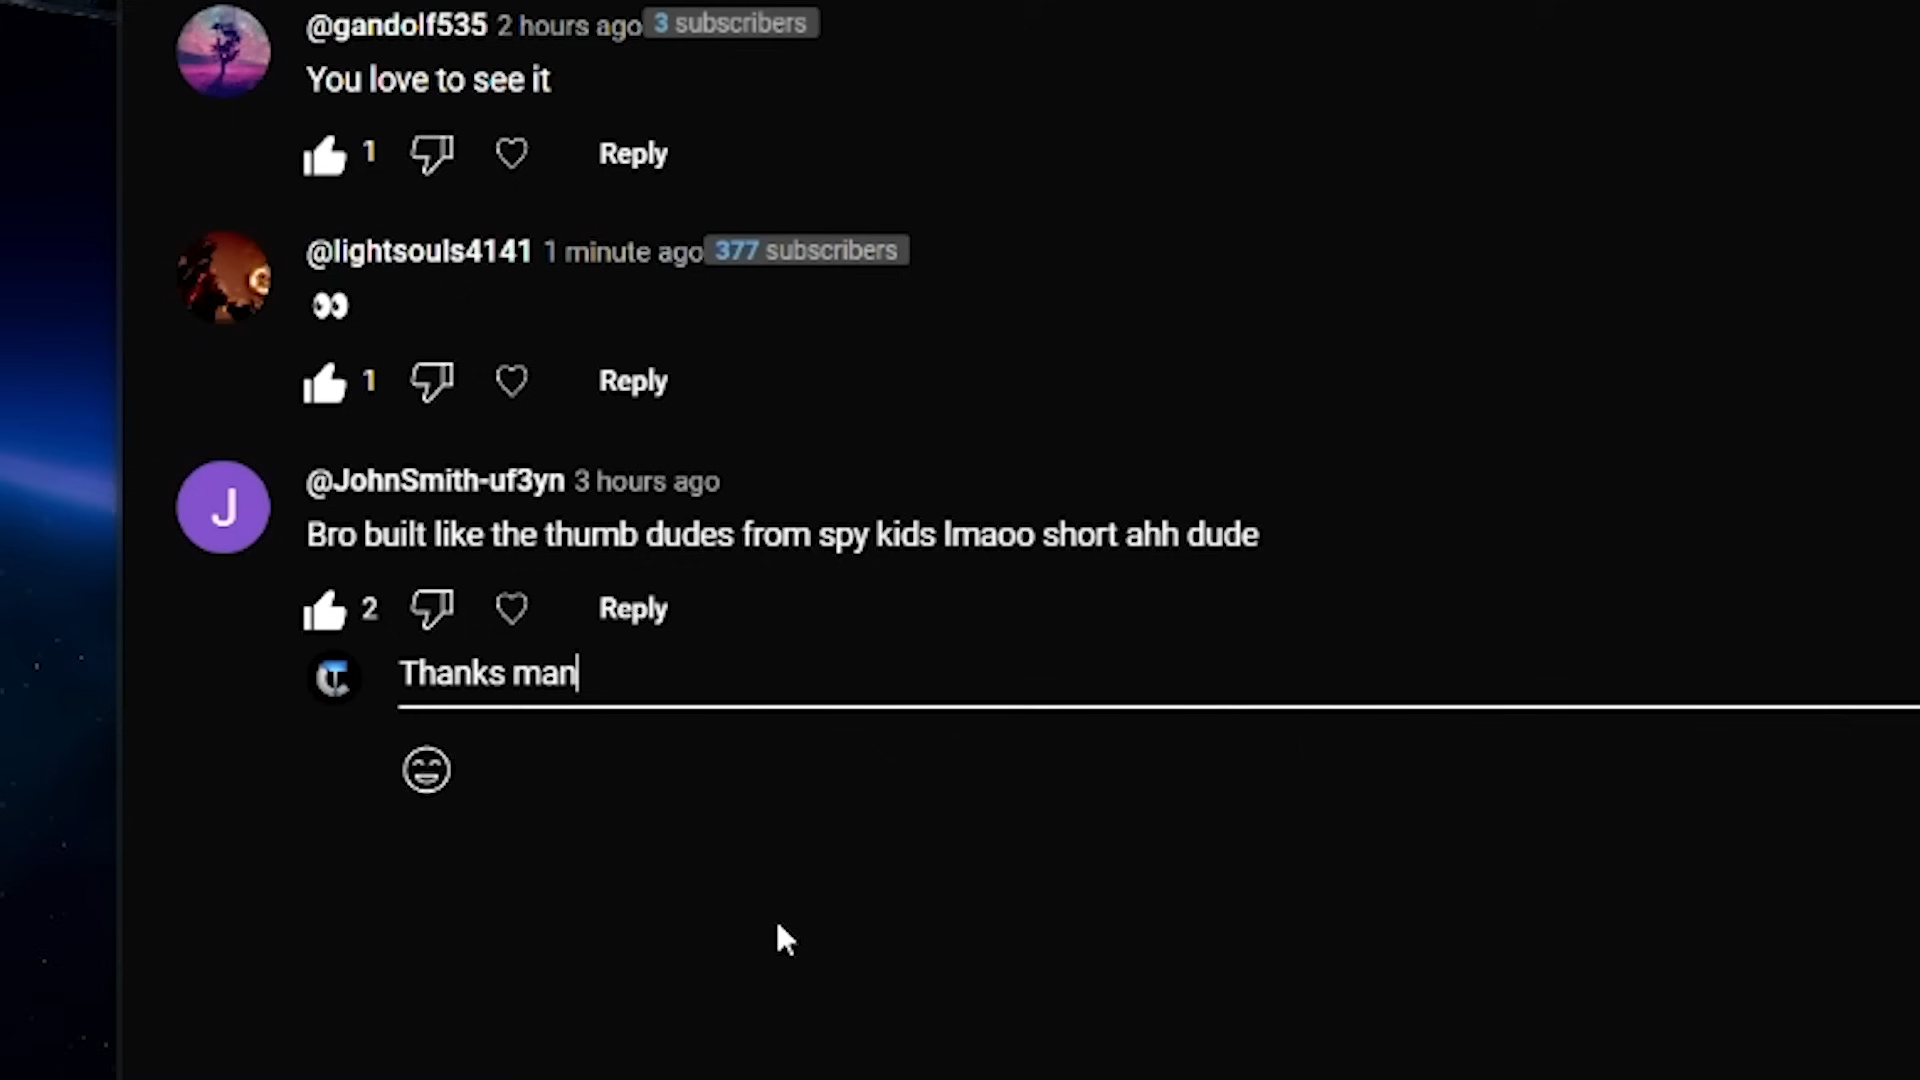 @gandolf535 2 hours ago 3 subscribers
You love to see it
1 Reply
@lightsouls4141 1 minute ago 377 subscribers
👀
1 Reply
J
@JohnSmith-uf3yn 3 hours ago
Bro built like the thumb dudes from spy kids lmaoo short ahh dude
2 Reply
Thanks man